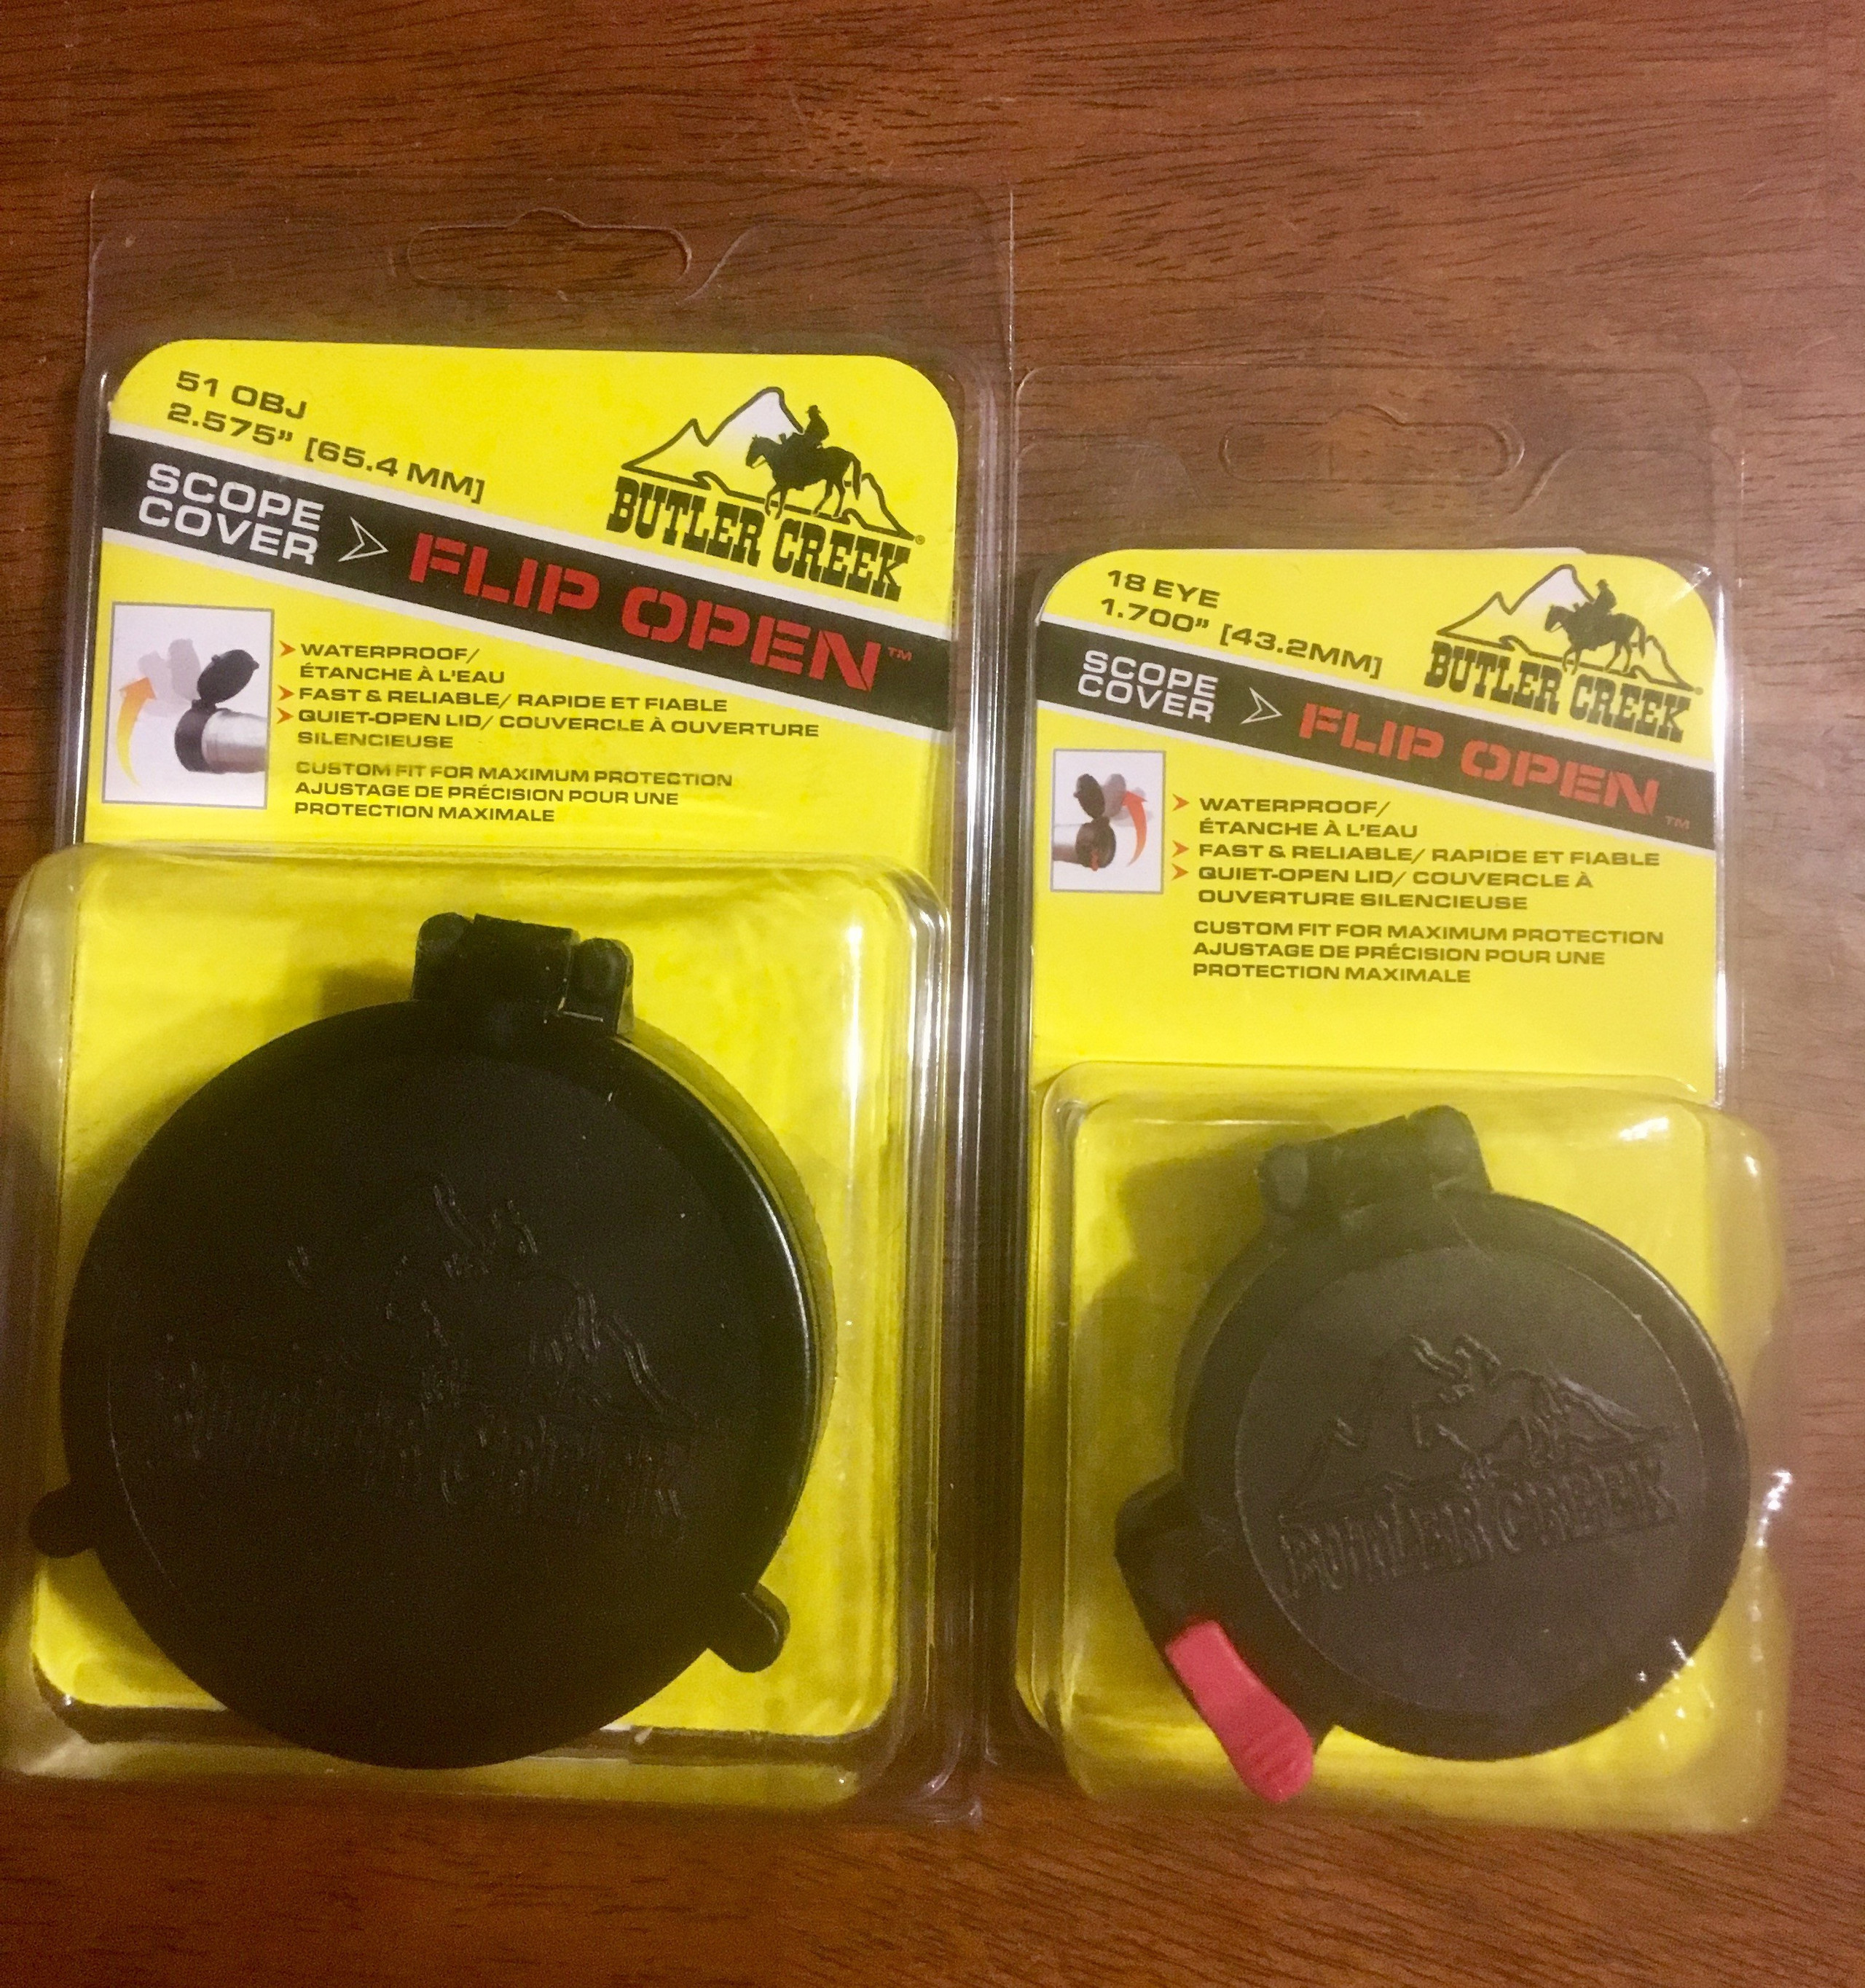 51 OBJ
2.575” [65.4 MM]
BUTLER CREEK®
SCOPE
COVER
FLIP OPEN™
WATERPROOF/
ÉTANCHE À L’EAU
FAST & RELIABLE/ RAPIDE ET FIABLE
QUIET-OPEN LID/ COUVERCLE À OUVERTURE
SILENCIEUSE
CUSTOM FIT FOR MAXIMUM PROTECTION
AJUSTAGE DE PRÉCISION POUR UNE
PROTECTION MAXIMALE
18 EYE
1.700” [43.2MM]
BUTLER CREEK®
SCOPE
COVER
FLIP OPEN™
WATERPROOF/
ÉTANCHE À L’EAU
FAST & RELIABLE/ RAPIDE ET FIABLE
QUIET-OPEN LID/ COUVERCLE À
OUVERTURE SILENCIEUSE
CUSTOM FIT FOR MAXIMUM PROTECTION
AJUSTAGE DE PRÉCISION POUR UNE
PROTECTION MAXIMALE
BUTLER CREEK